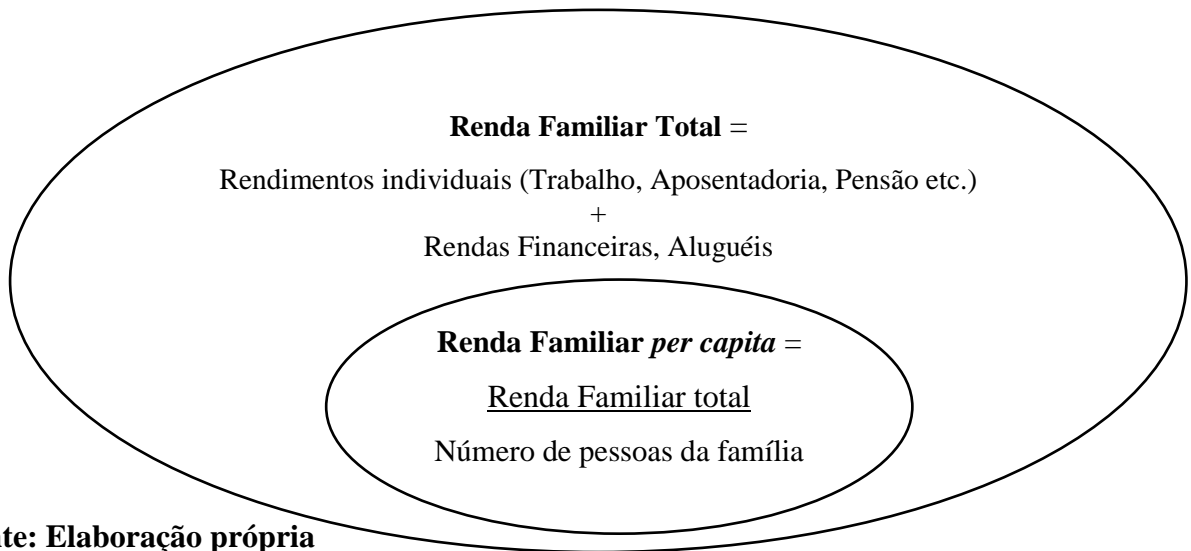 Renda Familiar Total =
Rendimentos individuais (Trabalho, Aposentadoria, Pensão etc.)
+
Rendas Financeiras, Aluguéis
Renda Familiar per capita =
Renda Familiar total
Número de pessoas da família
nte: Elaboração própria